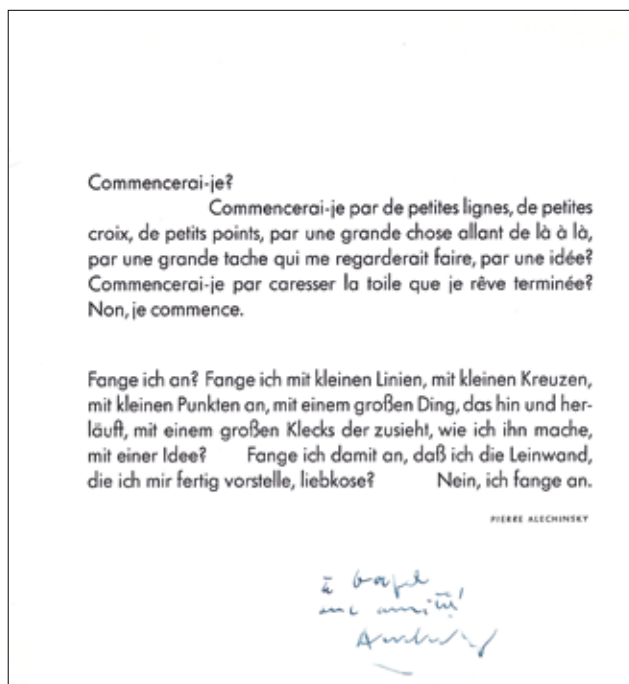 Commencerai-je?
Commencerai-je par de petites lignes, de petites
croix, de petits points, par une grande chose allant de là à là,
par une grande tache qui me regarderait faire, par une idée?
Commencerai-je par caresser la toile que je rêve terminée?
Non, je commence.
Fange ich an? Fange ich mit kleinen Linien, mit kleinen Kreuzen,
mit kleinen Punkten an, mit einem großen Ding, das hin und her-
läuft, mit einem großen Klecks der zusieht, wie ich ihn mache,
mit einer Idee? Fange ich damit an, daß ich die Leinwand,
die ich mir fertig vorstelle, liebkose? Nein, ich fange an.
PIERRE ALECHINSKY
à